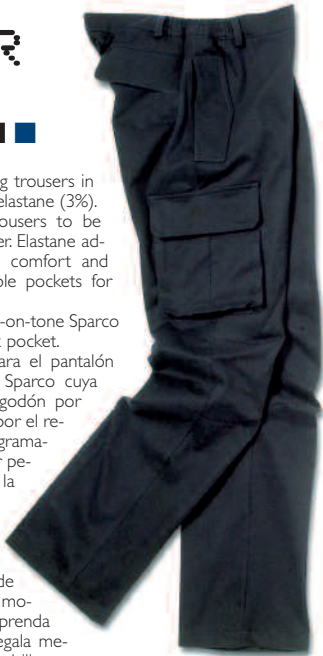 R
g trousers in
elastane (3%).
ousers to be
er. Elastane ad-
comfort and
ple pockets for
-on-tone Sparco
pocket.
ara el pantalón
Sparco cuya
godón por
por el re-
grama-
r pe-
la
de
mo-
prenda
egala me-